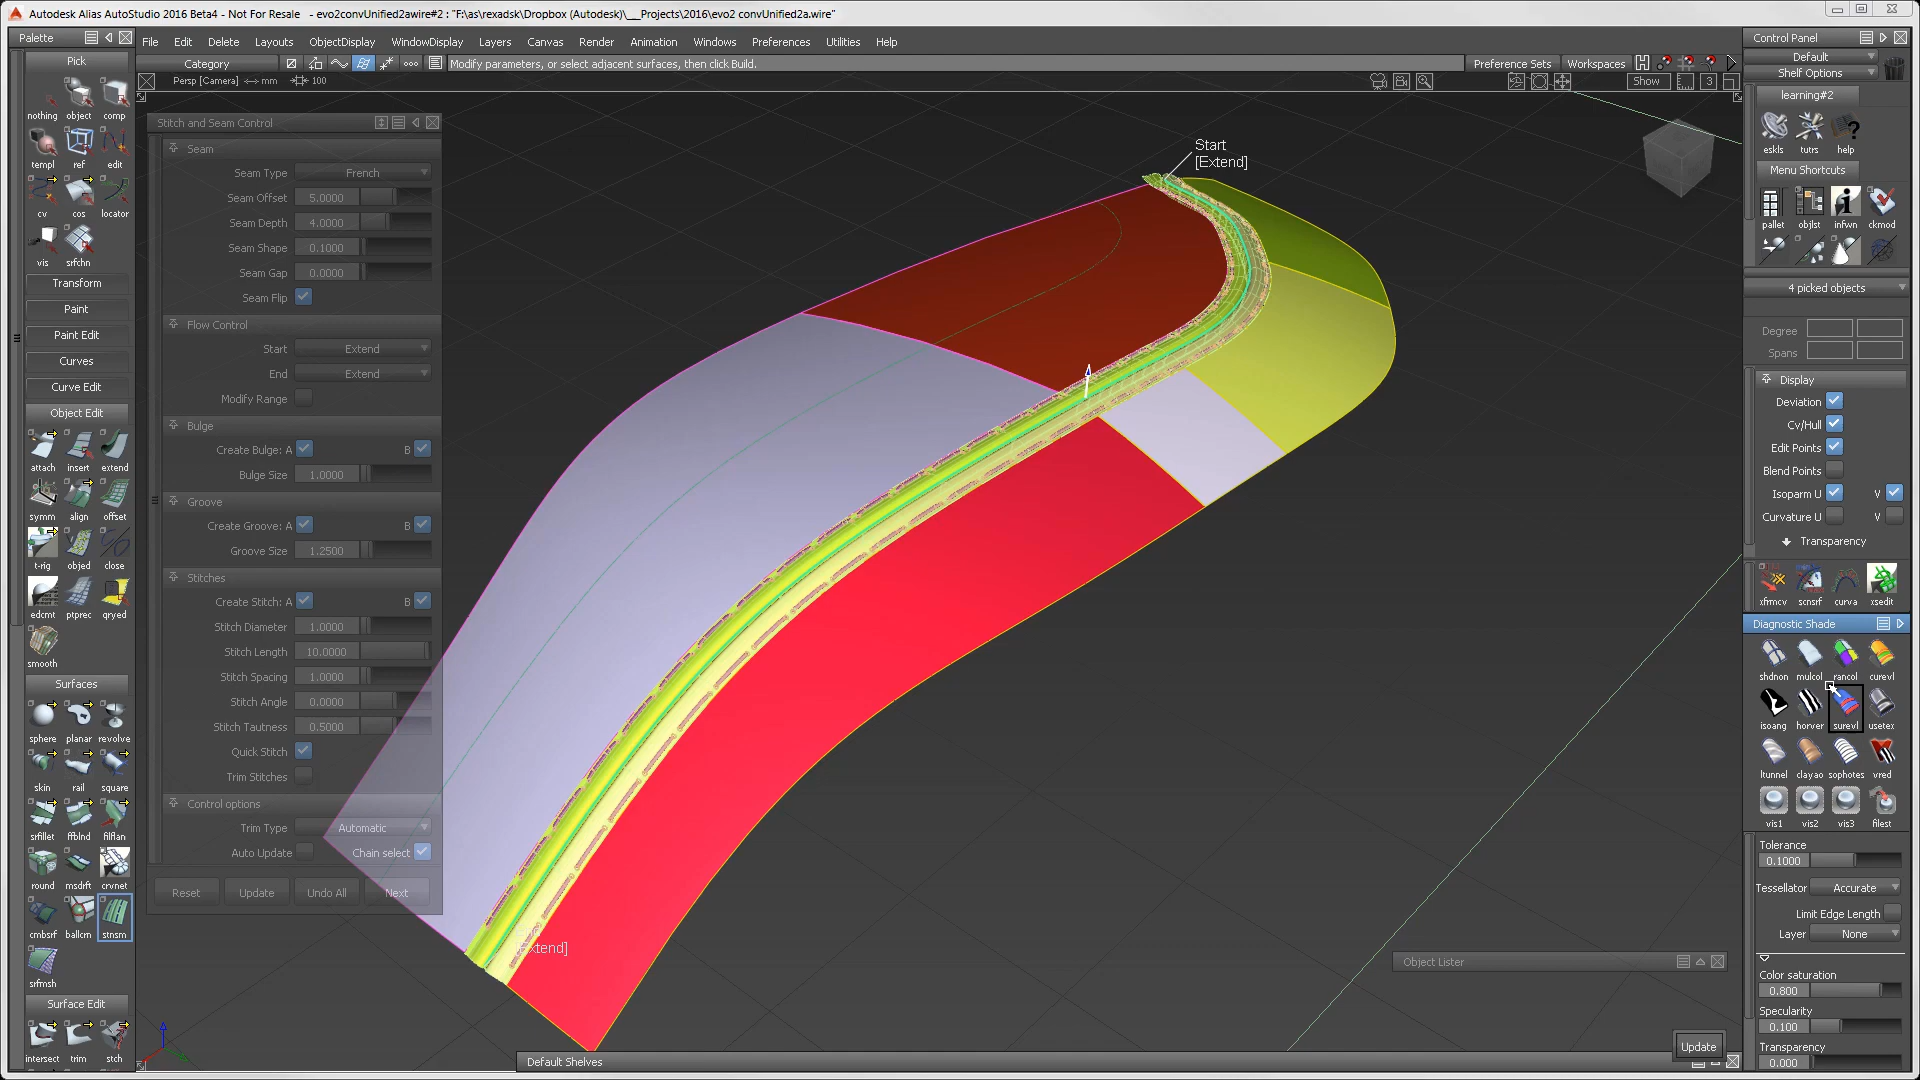 Autodesk Alias AutoStudio 2016 Beta4 - Not For Resale - evo2convUnified2awire#2 : "F:\as\rexadsk\Dropbox (Autodesk)\__Projects\2016\evo2 convUnified2a.wire"
Palette
File Edit Delete Layouts ObjectDisplay WindowDisplay Layers Canvas Render Animation Windows Preferences Utilities Help
Category
Modify parameters, or select adjacent surfaces, then click Build.
Preference Sets Workspaces
Persp [Camera] <-> mm 100
Show 3
Pick
nothing object comp
templ ref edit
cv cos locator
vis srfchn
Transform
Paint
Paint Edit
Curves
Curve Edit
Object Edit
attach insert extend
symm align offset
t-rig objed close
edcmt ptprec qryed
smooth
Surfaces
sphere planar revolve
skin rail square
srfillet ffblnd filflan
round msdrft crvnet
cmbsrf ballcrn stnsm
srfmsh
Surface Edit
intersect trim stch
Stitch and Seam Control
Seam
Seam Type French
Seam Offset 5.0000
Seam Depth 4.0000
Seam Shape 0.1000
Seam Gap 0.0000
Seam Flip
Flow Control
Start Extend
End Extend
Modify Range
Bulge
Create Bulge: A B
Bulge Size 1.0000
Groove
Create Groove: A B
Groove Size 1.2500
Stitches
Create Stitch: A B
Stitch Diameter 1.0000
Stitch Length 10.0000
Stitch Spacing 1.0000
Stitch Angle 0.0000
Stitch Tautness 0.5000
Quick Stitch
Trim Stitches
Control options
Trim Type Automatic
Auto Update Chain select
Reset Update Undo All Next
Start
[Extend]
Extend]
Object Lister
Update
Default Shelves
Control Panel
Default
Shelf Options
learning#2
eskls tutrs help
Menu Shortcuts
pallet objlst infwn ckmod
4 picked objects
Degree
Spans
Display
Deviation
Cv/Hull
Edit Points
Blend Points
Isoparm U V
Curvature U V
Transparency
xfrmcv scnsrf curva xsedit
Diagnostic Shade
shdnon mulcol rancol curevl
isoang horver surevl usetex
ltunnel clayao sophotes vred
vis1 vis2 vis3 filest
Tolerance
0.1000
Tessellator Accurate
Limit Edge Length
Layer None
Color saturation
0.800
Specularity
0.100
Transparency
0.000